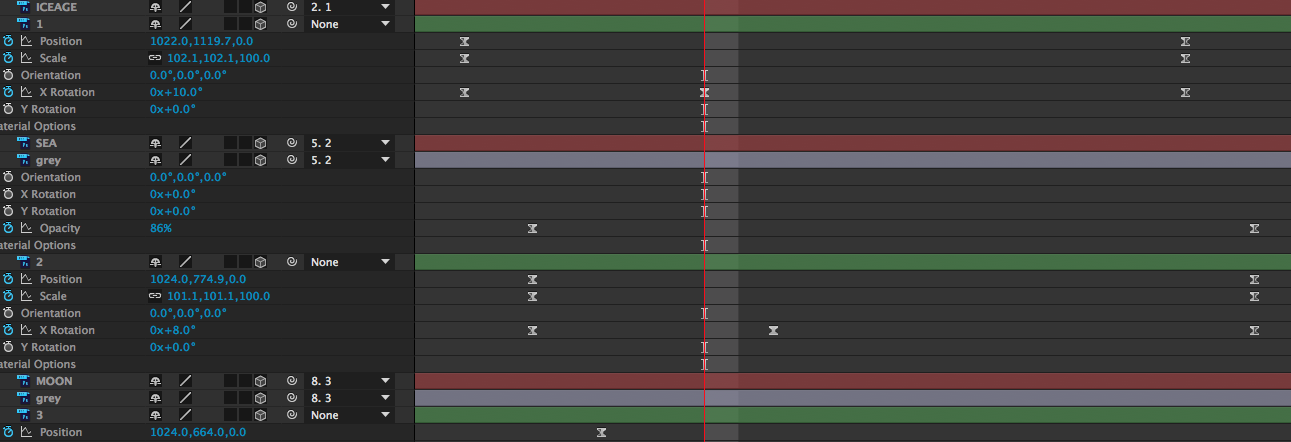 ICEAGE 2. 1
1 None
Position 1022.0,1119.7,0.0
Scale 102.1,102.1,100.0
Orientation 0.0°,0.0°,0.0°
X Rotation 0x+10.0°
Y Rotation 0x+0.0°
aterial Options
SEA 5. 2
grey 5. 2
Orientation 0.0°,0.0°,0.0°
X Rotation 0x+0.0°
Y Rotation 0x+0.0°
Opacity 86%
aterial Options
2 None
Position 1024.0,774.9,0.0
Scale 101.1,101.1,100.0
Orientation 0.0°,0.0°,0.0°
X Rotation 0x+8.0°
Y Rotation 0x+0.0°
aterial Options
MOON 8. 3
grey 8. 3
3 None
Position 1024.0,664.0,0.0